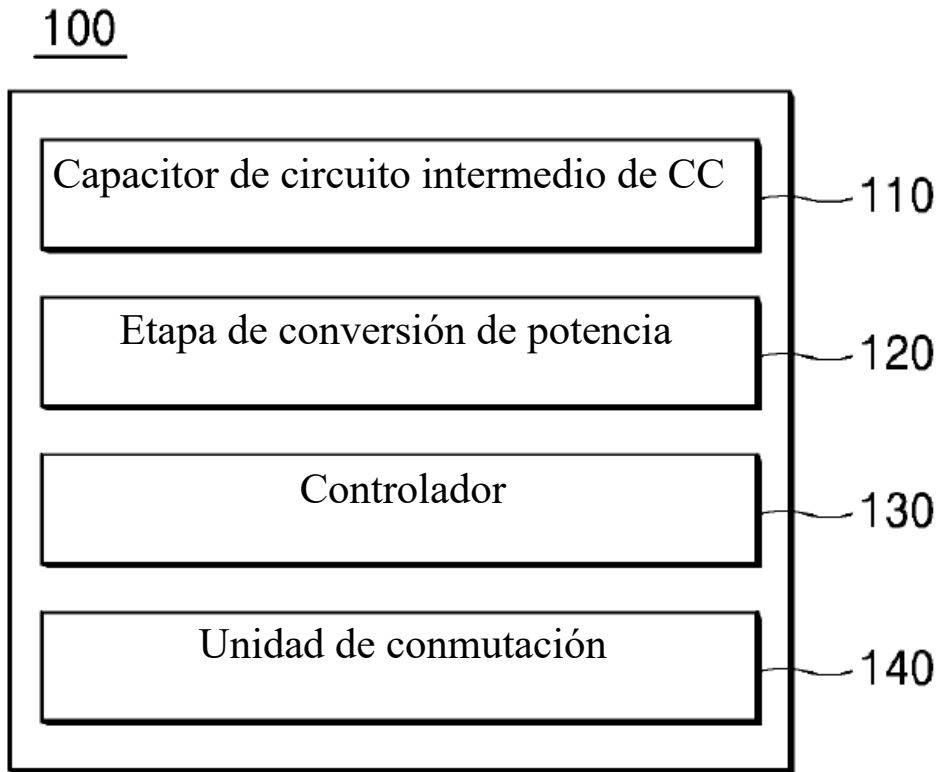 100
Capacitor de circuito intermedio de CC
110
Etapa de conversión de potencia
120
Controlador
130
Unidad de conmutación
140